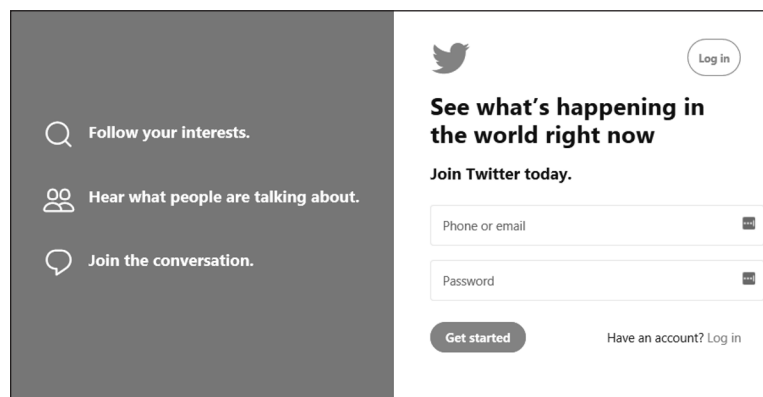 Follow your interests.
Hear what people are talking about.
Join the conversation.
Log in
See what’s happening in
the world right now
Join Twitter today.
Phone or email
Password
Get started
Have an account? Log in